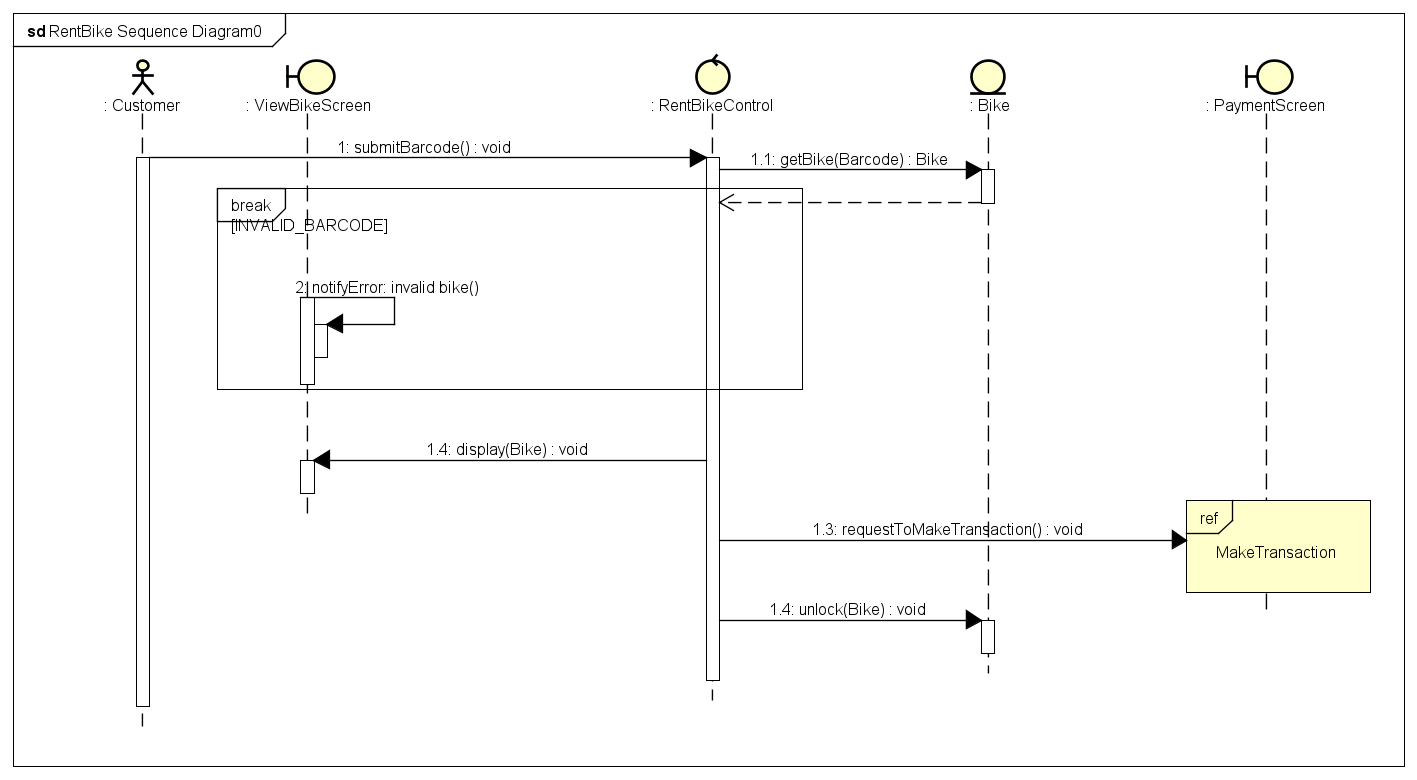 sd RentBike Sequence Diagram0
: Customer
: ViewBikeScreen
: RentBikeControl
: Bike
: PaymentScreen
1: submitBarcode() : void
1.1: getBike(Barcode) : Bike
break
[INVALID_BARCODE]
2: notifyError: invalid bike()
1.4: display(Bike) : void
ref
1.3: requestToMakeTransaction() : void
MakeTransaction
1.4: unlock(Bike) : void